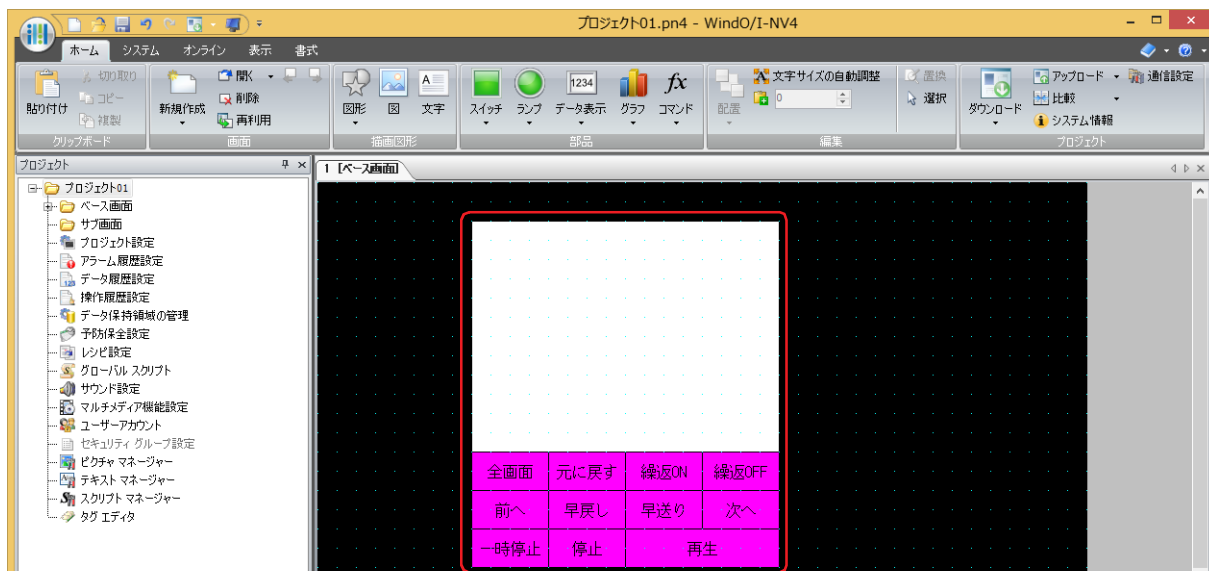 プロジェクト01.pn4 - WindO/I-NV4
ホーム システム オンライン 表示 書式
貼り付け
切り取り
コピー
複製
クリップボード
新規作成
開く
削除
再利用
画面
図形
図
文字
描画図形
スイッチ
ランプ
1234
データ表示
グラフ
fx
コマンド
部品
配置
文字サイズの自動調整
0
置換
選択
編集
ダウンロード
アップロード
比較
システム情報
通信設定
プロジェクト
プロジェクト
プロジェクト01
ベース画面
サブ画面
プロジェクト設定
アラーム履歴設定
データ履歴設定
操作履歴設定
データ保持領域の管理
予防保全設定
レシピ設定
グローバル スクリプト
サウンド設定
マルチメディア機能設定
ユーザーアカウント
セキュリティ グループ設定
ピクチャ マネージャー
テキスト マネージャー
スクリプト マネージャー
タグ エディタ
1 [ベース画面]
全画面 元に戻す 繰返ON 繰返OFF
前へ 早戻し 早送り 次へ
一時停止 停止 再生